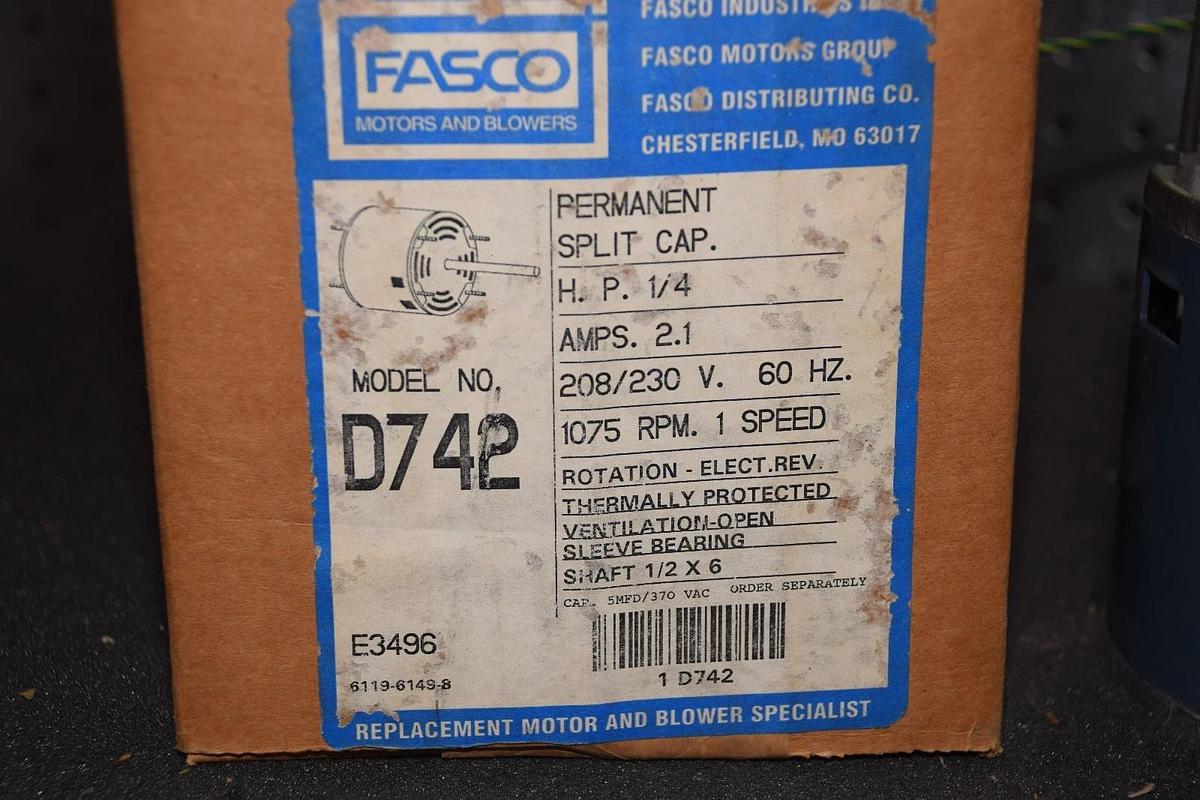 FASCO
MOTORS AND BLOWERS
FASCO INDUSTRIES
FASCO MOTORS GROUP
FASCO DISTRIBUTING CO.
CHESTERFIELD, MO 63017
MODEL NO.
D742
E3496
6119-6149-8
PERMANENT
SPLIT CAP.
H. P. 1/4
AMPS. 2.1
208/230 V. 60 HZ.
1075 RPM. 1 SPEED
ROTATION - ELECT.REV.
THERMALLY PROTECTED
VENTILATION-OPEN
SLEEVE BEARING
SHAFT 1/2 X 6
CAP. 5MFD/370 VAC ORDER SEPARATELY
1 D742
REPLACEMENT MOTOR AND BLOWER SPECIALIST